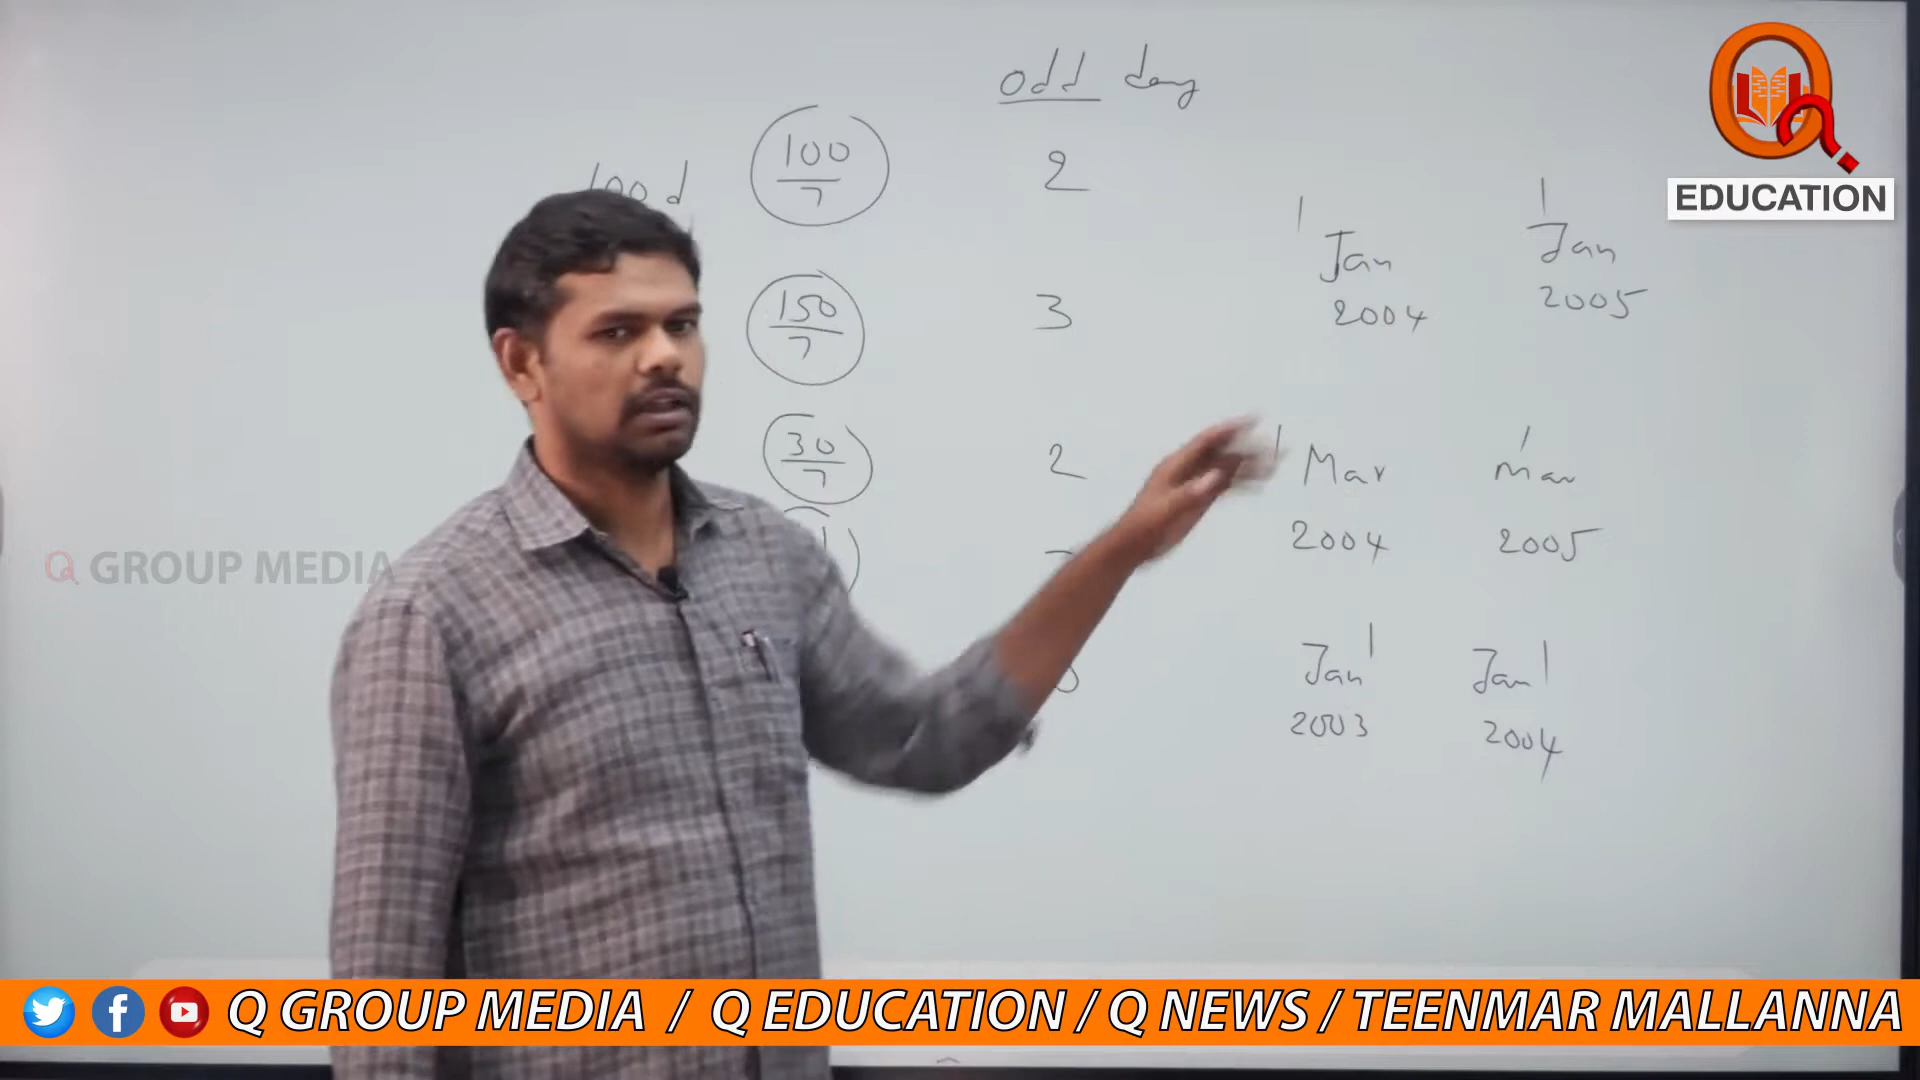 odd day
100 d
100/7 2
150/7 3
30/7 2
1 Jan 2004
1 Jan 2005
1 Mar 2004
1 Mar 2005
Jan 1 2003
Jan 1 2004
EDUCATION
Q GROUP MEDIA
Q GROUP MEDIA / Q EDUCATION / Q NEWS / TEENMAR MALLANNA